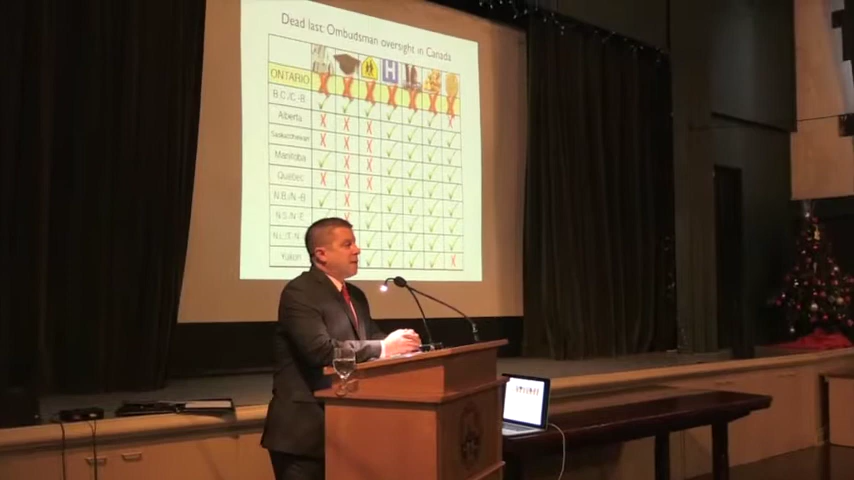 Dead last: Ombudsman oversight in Canada
H
ONTARIO
B.C./C.-B
Alberta
Saskatchewan
Manitoba
Quebec
N.B./N.-B
N.S./N.-E.
N.L./T.-N.
Yukon